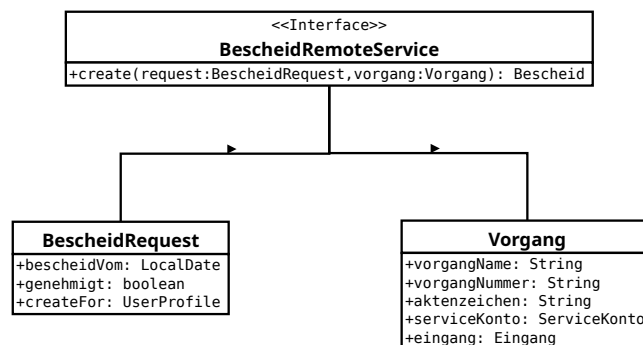 <<Interface>>
BescheidRemoteService
+create(request:BescheidRequest,vorgang:Vorgang): Bescheid
BescheidRequest
+bescheidVom: LocalDate
+genehmigt: boolean
+createFor: UserProfile
Vorgang
+vorgangName: String
+vorgangNummer: String
+aktenzeichen: String
+serviceKonto: ServiceKonto
+eingang: Eingang